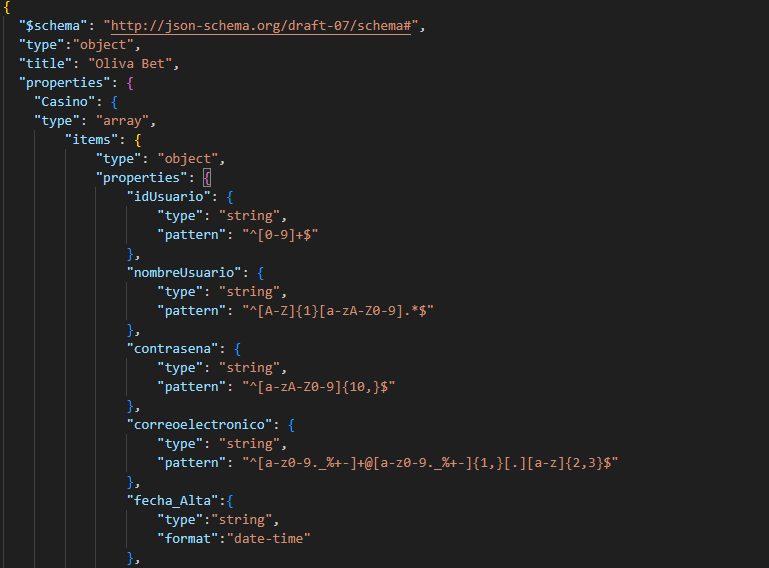 {
"$schema": "http://json-schema.org/draft-07/schema#",
"type":"object",
"title": "Oliva Bet",
"properties": {
"Casino": {
"type": "array",
"items": {
"type": "object",
"properties": {
"idUsuario": {
"type": "string",
"pattern": "^[0-9]+$"
},
"nombreUsuario": {
"type": "string",
"pattern": "^[A-Z]{1}[a-zA-Z0-9].*$"
},
"contrasena": {
"type": "string",
"pattern": "^[a-zA-Z0-9]{10,}$"
},
"correoelectronico": {
"type": "string",
"pattern": "^[a-z0-9._%+-]+@[a-z0-9._%+-]{1,}[.][a-z]{2,3}$"
},
"fecha_Alta":{
"type":"string",
"format":"date-time"
},